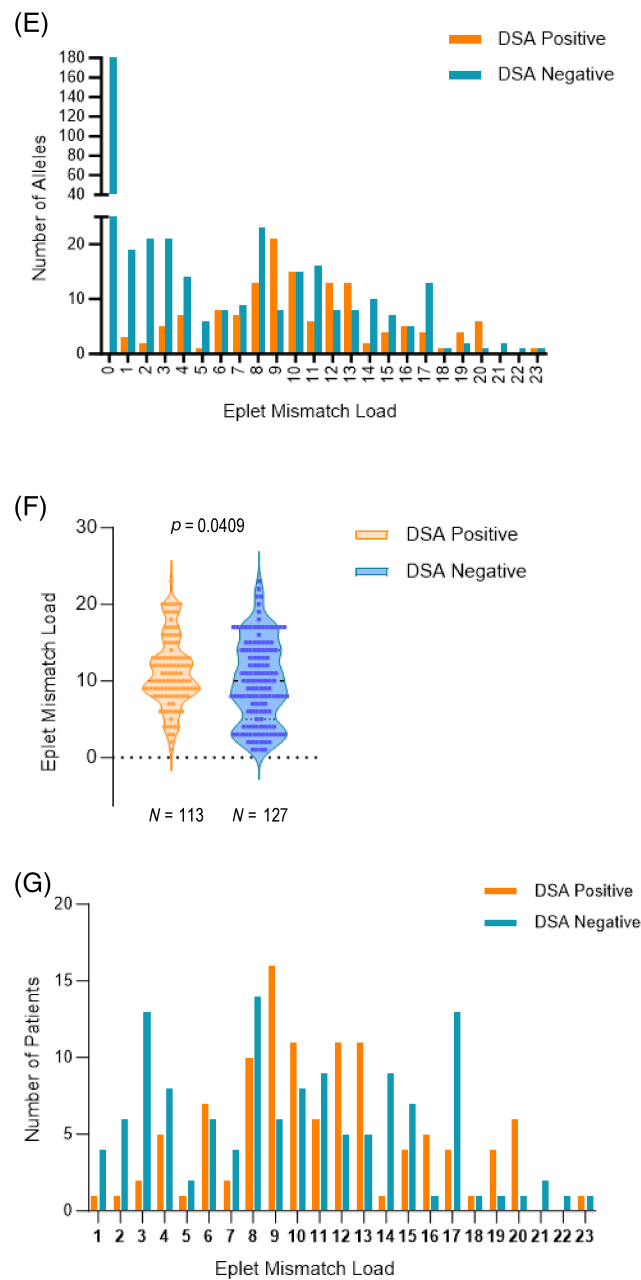 (E)
DSA Positive
DSA Negative
Number of Alleles
180
160
140
120
100
80
60
40
20
10
0
0 1 2 3 4 5 6 7 8 9 10 11 12 13 14 15 16 17 18 19 20 21 22 23
Eplet Mismatch Load
(F)
p = 0.0409
DSA Positive
DSA Negative
Eplet Mismatch Load
30
20
10
0
N = 113 N = 127
(G)
DSA Positive
DSA Negative
Number of Patients
20
15
10
5
0
1 2 3 4 5 6 7 8 9 10 11 12 13 14 15 16 17 18 19 20 21 22 23
Eplet Mismatch Load